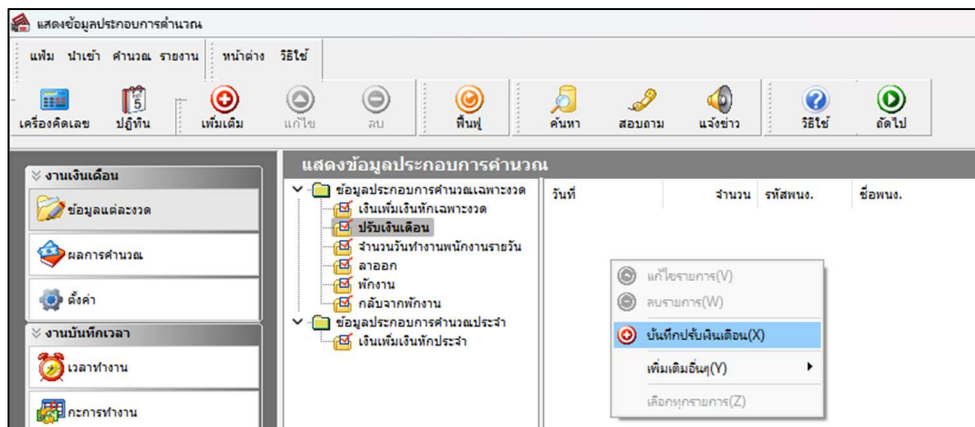 แสดงข้อมูลประกอบการคำนวณ
แฟ้ม นำเข้า คำนวณ รายงาน หน้าต่าง วิธีใช้
เครื่องคิดเลข ปฏิทิน เพิ่มเติม แก้ไข ลบ ฟื้นฟู ค้นหา สอบถาม แจ้งข่าว วิธีใช้ ถัดไป
งานเงินเดือน
ข้อมูลแต่ละงวด
ผลการคำนวณ
ตั้งค่า
งานบันทึกเวลา
เวลาทำงาน
กะการทำงาน
แสดงข้อมูลประกอบการคำนวณ
ข้อมูลประกอบการคำนวณเฉพาะงวด
เงินเพิ่มเงินหักเฉพาะงวด
ปรับเงินเดือน
จำนวนวันทำงานพนักงานรายวัน
ลาออก
พักงาน
กลับจากพักงาน
ข้อมูลประกอบการคำนวณประจำ
เงินเพิ่มเงินหักประจำ
วันที่ จำนวน รหัสพนง. ชื่อพนง.
แก้ไขรายการ(V)
ลบรายการ(W)
บันทึกปรับเงินเดือน(X)
เพิ่มเติมอื่นๆ(Y)
เลือกทุกรายการ(Z)